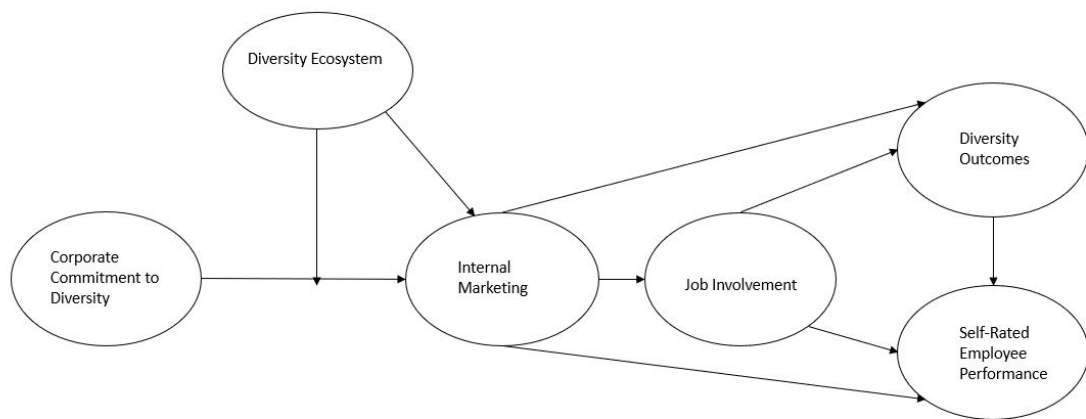 Diversity Ecosystem
Diversity
Outcomes
Corporate
Commitment to
Diversity
Internal
Marketing
Job Involvement
Self-Rated
Employee
Performance